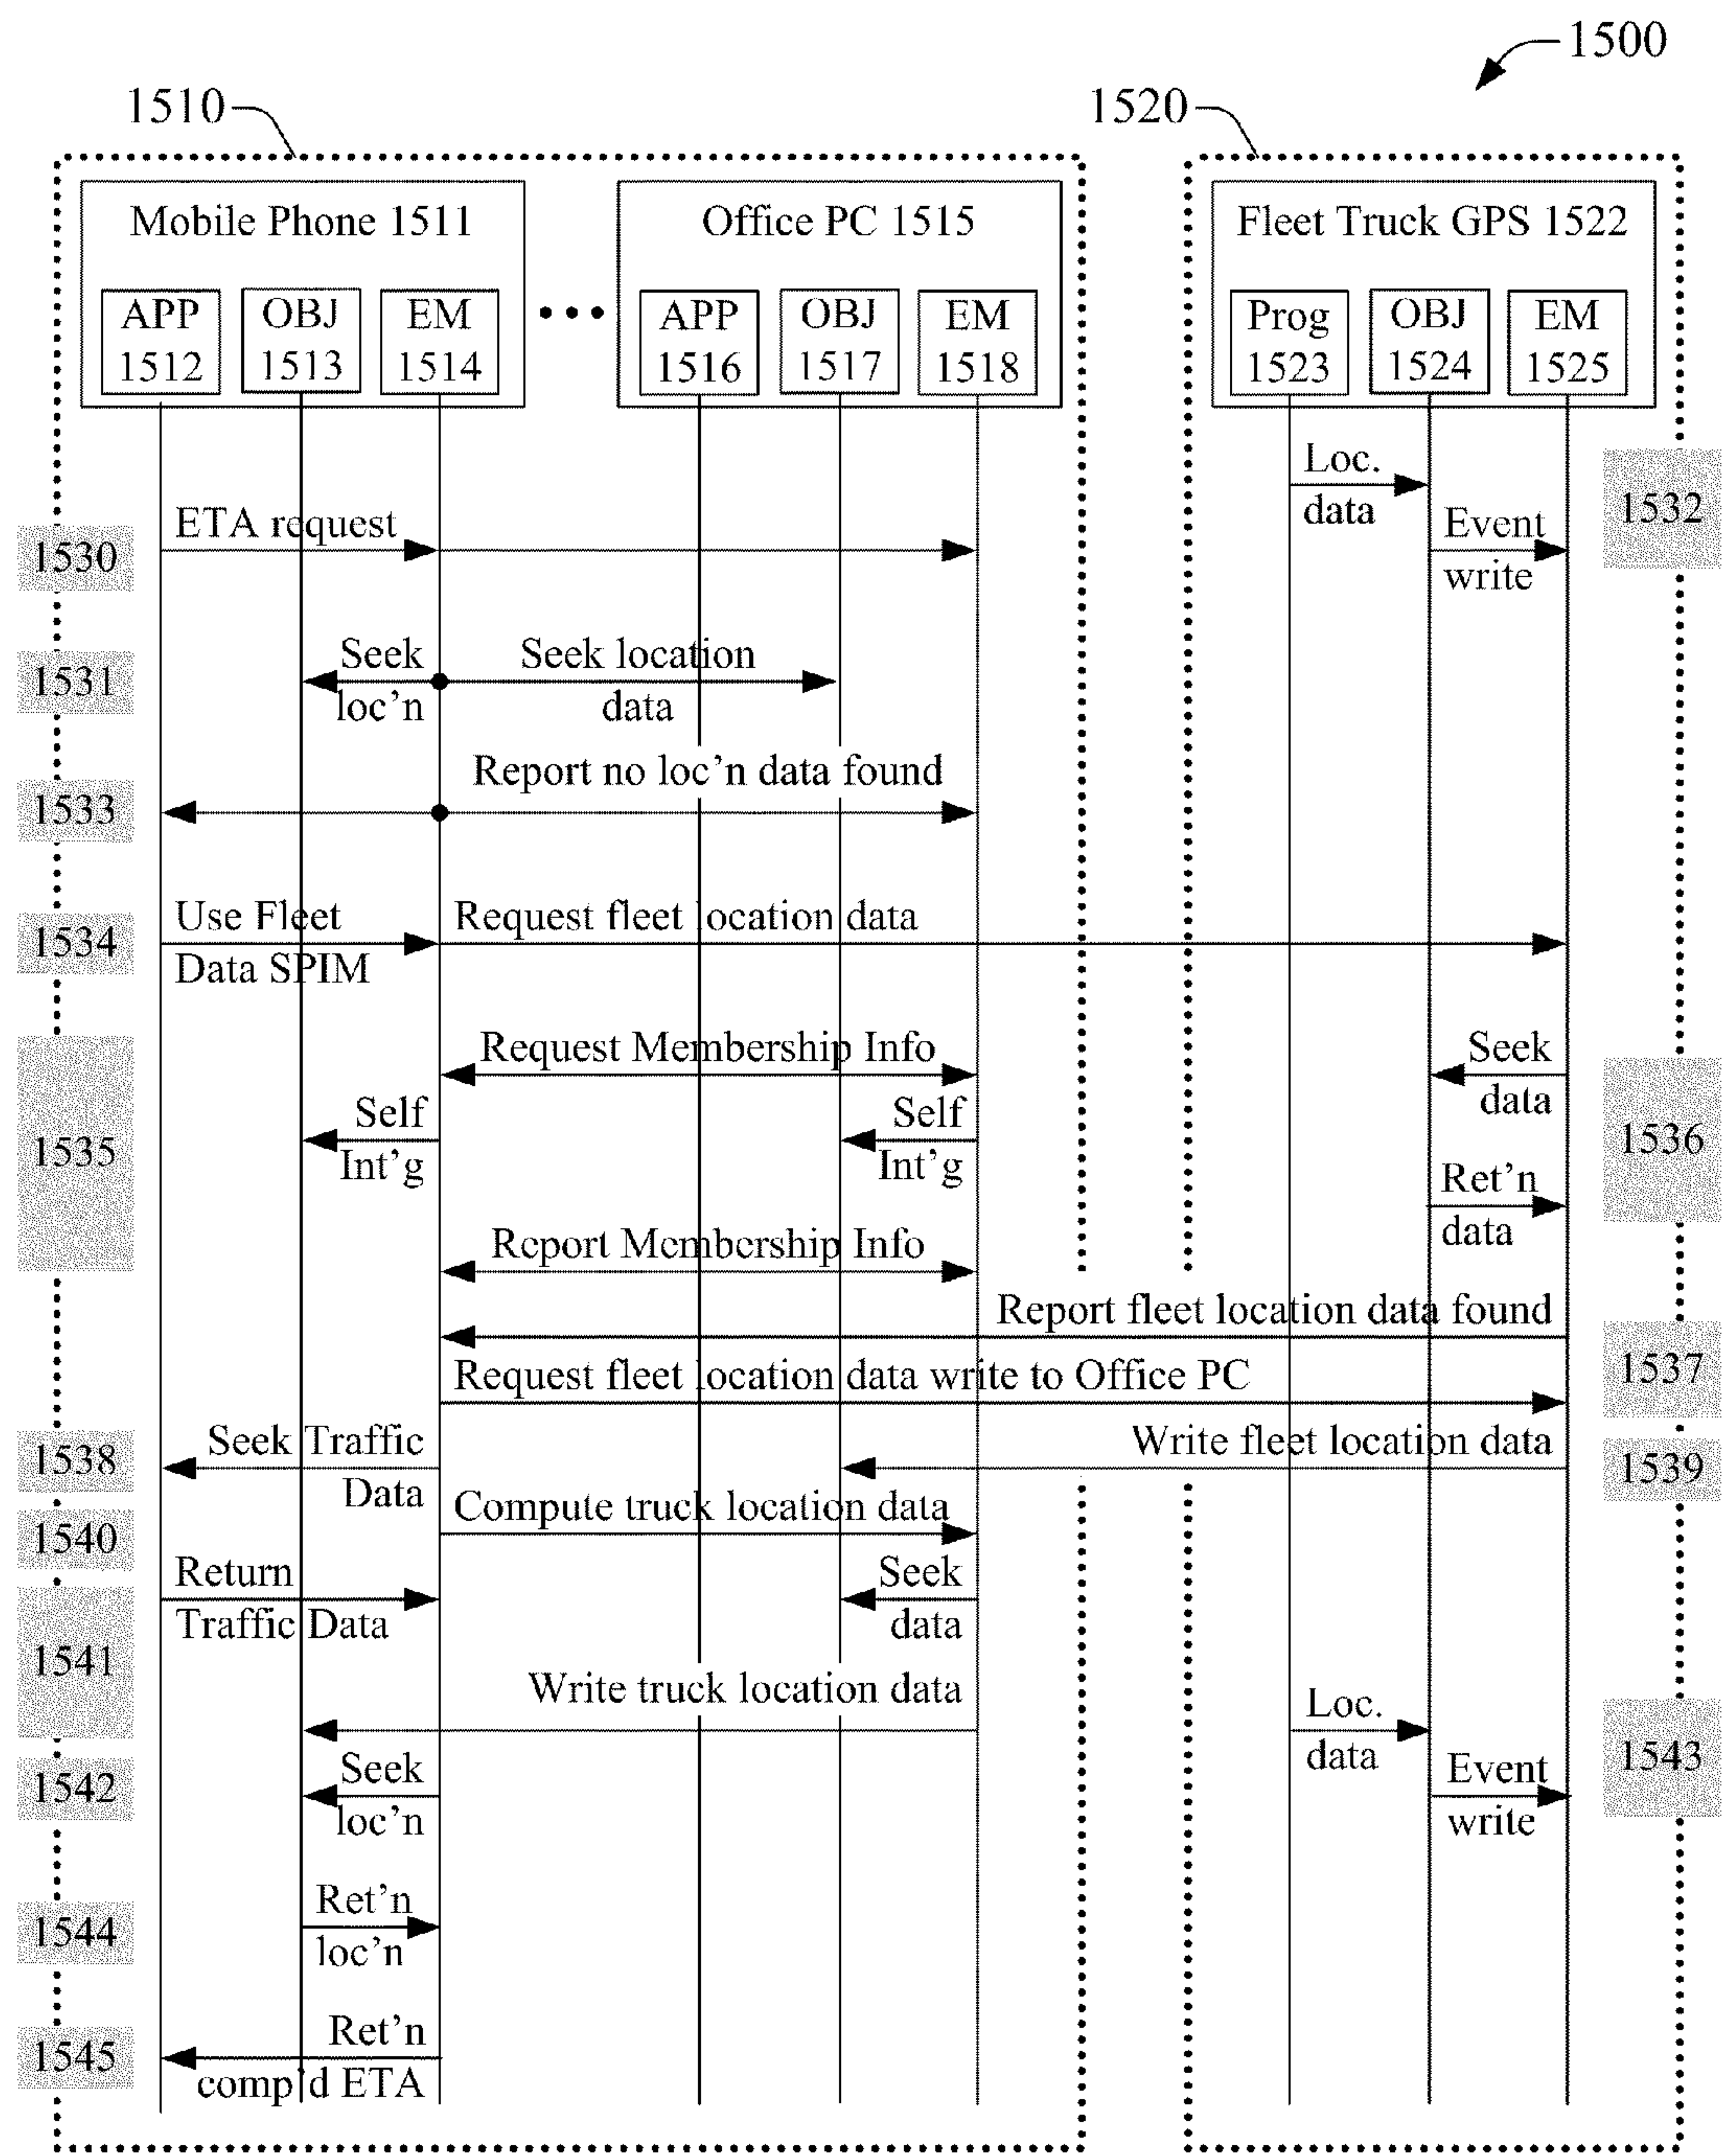 1500
1510
1520
Mobile Phone 1511
Office PC 1515
Fleet Truck GPS 1522
APP
1512
OBJ
1513
EM
1514
•••
APP
1516
OBJ
1517
EM
1518
Prog
1523
OBJ
1524
EM
1525
Loc.
data
1532
Event
write
1530
ETA request
1531
Seek
loc'n
Seek location
data
1533
Report no loc'n data found
1534
Use Fleet
Data SPIM
Request fleet location data
1535
Request Membership Info
Seek
data
1536
Self
Int'g
Self
Int'g
Ret'n
data
Report Membership Info
Report fleet location data found
1537
Request fleet location data write to Office PC
1538
Seek Traffic
Data
Write fleet location data
1539
1540
Compute truck location data
1541
Return
Traffic Data
Seek
data
Write truck location data
Loc.
data
1543
Event
write
1542
Seek
loc'n
1544
Ret'n
loc'n
1545
Ret'n
comp'd ETA